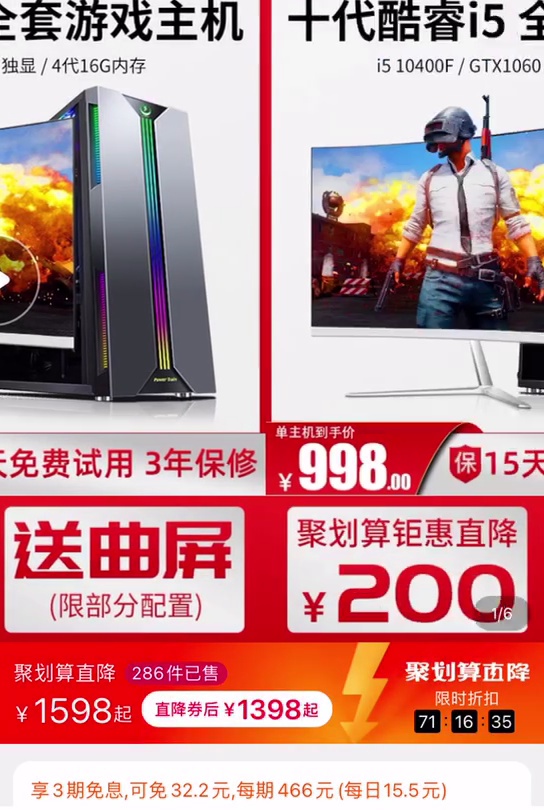 全套游戏主机
独显 / 4代16G内存
十代酷睿i5 全
i5 10400F / GTX1060
Power Train
天免费试用 3年保修
单主机到手价
¥998.00
保15天
送曲屏
(限部分配置)
聚划算钜惠直降
¥200
1/6
聚划算直降 286件已售
¥1598起 直降券后¥1398起
聚划算直降
限时折扣
71:16:35
享3期免息,可免32.2元,每期466元(每日15.5元)